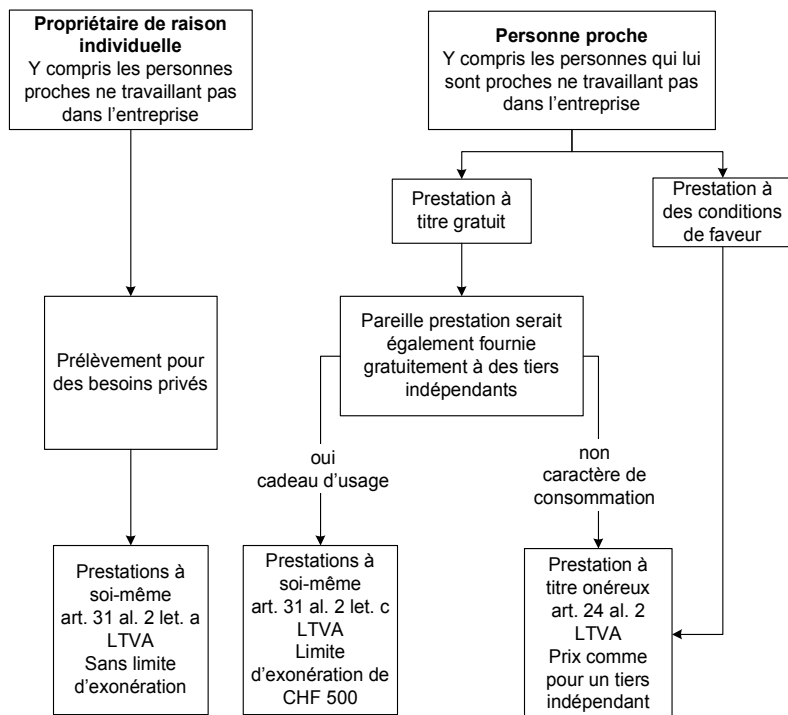 Propriétaire de raison
individuelle
Y compris les personnes
proches ne travaillant pas
dans l'entreprise
Personne proche
Y compris les personnes qui lui
sont proches ne travaillant pas
dans l'entreprise
Prestation à
titre gratuit
Prestation à
des conditions
de faveur
Prélèvement pour
des besoins privés
Pareille prestation serait
également fournie
gratuitement à des tiers
indépendants
oui
cadeau d'usage
non
caractère de
consommation
Prestations à
soi-même
art. 31 al. 2 let. a
LTVA
Sans limite
d'exonération
Prestations à
soi-même
art. 31 al. 2 let. c
LTVA
Limite
d'exonération de
CHF 500
Prestation à
titre onéreux
art. 24 al. 2
LTVA
Prix comme
pour un tiers
indépendant